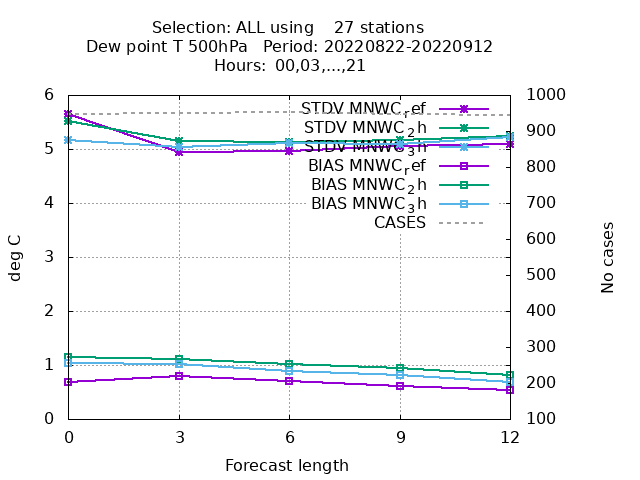 Selection: ALL using    27 stations
Dew point T 500hPa   Period: 20220822-20220912
Hours: 00,03,...,21
STDV MNWC_ref
STDV MNWC_2h
STDV MNWC_3h
BIAS MNWC_ref
BIAS MNWC_2h
BIAS MNWC_3h
CASES
deg C
No cases
6
5
4
3
2
1
0
1000
900
800
700
600
500
400
300
200
100
0 3 6 9 12
Forecast length